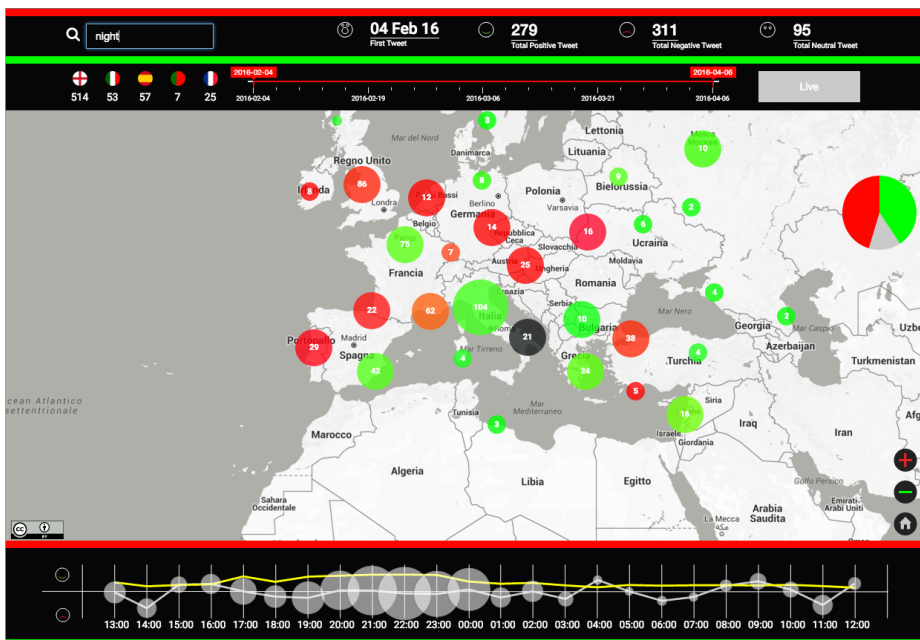 night
04 Feb 16
First Tweet
279
Total Positive Tweet
311
Total Negative Tweet
95
Total Neutral Tweet
514 53 57 7 25
2016-02-04
2016-04-06
2016-02-04 2016-02-19 2016-03-06 2016-03-21 2016-04-06
Live
3
Mar del Nord
Lettonia
Mosca
10
Danimarca
Lituania
Regno Unito
8
86
12
Bassi
8
Berlino
Polonia
9
Bielorussia
Londra
Varsavia
2
Belgio
Germania
14
Repubblica
Ceca
16
6
Ucraina
Parigi
75
7
Slovacchia
Austria
25
Ungheria
Moldavia
Francia
Romania
Croazia
4
22
62
104
Italia
Serbia
10
Bulgaria
Mar Nero
2
Mar Caspio
Georgia
Roma
21
38
Azerbaijan
Portogallo
29
Madrid
Spagna
42
4
Mar Tirreno
Grecia
24
Turchia
4
Turkmenistan
5
cean Atlantico
settentrionale
Tunisia
3
Mar
Mediterraneo
16
Siria
Israele
Giordania
Iraq
Iran
Marocco
Algeria
Libia
Egitto
Golfo Persico
Sahara
Occidentale
La Mecca
Arabia
Saudita
Emirati
Arabi Uniti
cc
BY
13:00 14:00 15:00 16:00 17:00 18:00 19:00 20:00 21:00 22:00 23:00 00:00 01:00 02:00 03:00 04:00 05:00 06:00 07:00 08:00 09:00 10:00 11:00 12:00